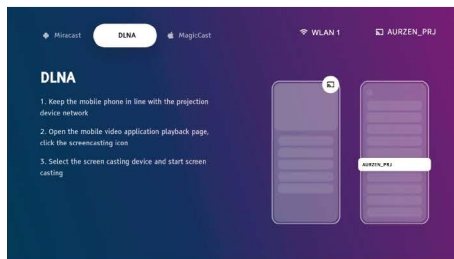 Miracast
DLNA
MagicCast
WLAN 1
AURZEN_PRJ
DLNA
1. Keep the mobile phone in line with the projection
device network
2. Open the mobile video application playback page,
click the screencasting icon
3. Select the screen casting device and start screen
casting
AURZEN_PRJ